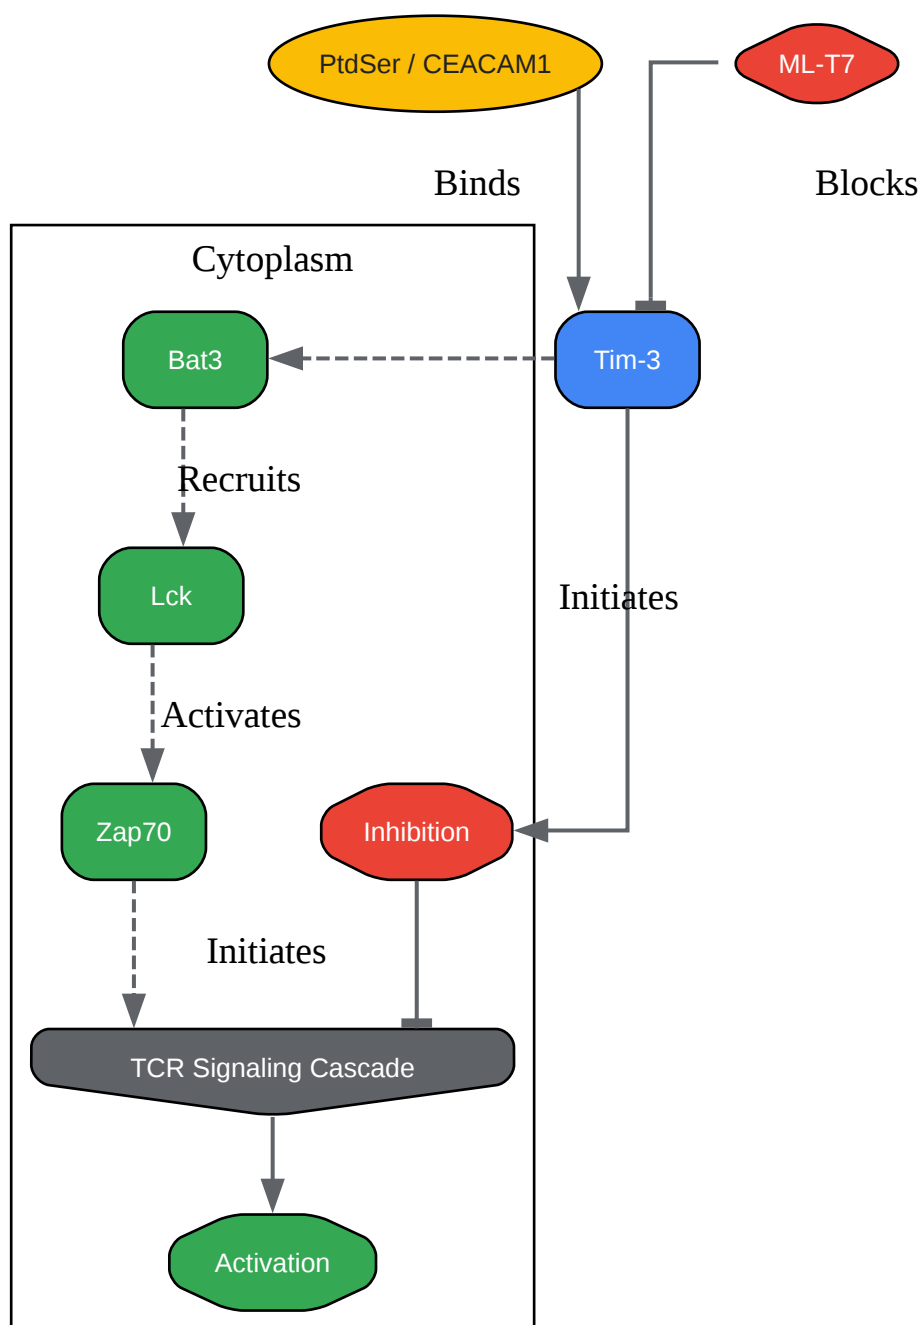 PtdSer / CEACAM1
ML-T7
Binds
Blocks
Cytoplasm
Bat3
Tim-3
Recruits
Lck
Initiates
Activates
Zap70
Inhibition
Initiates
TCR Signaling Cascade
Activation